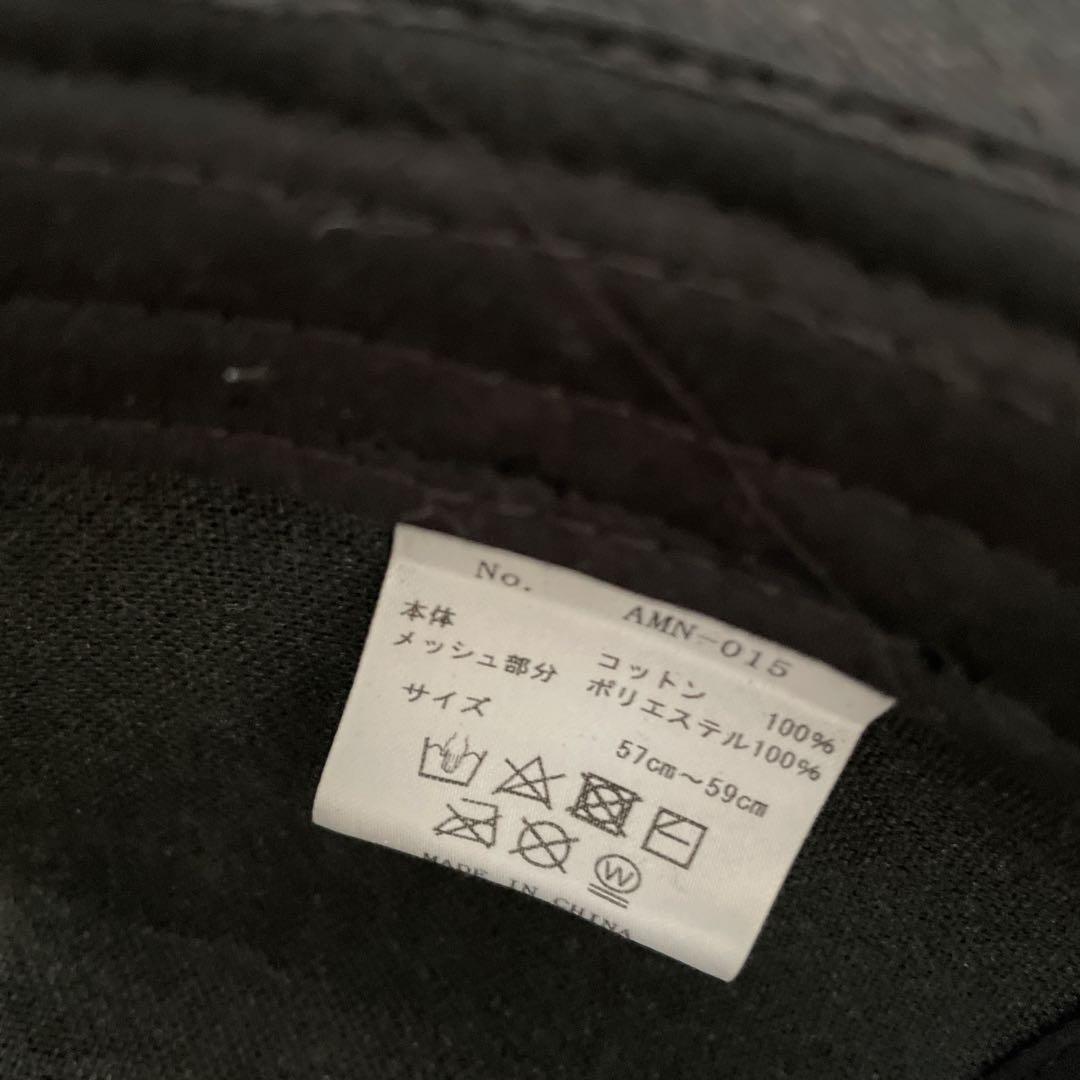 No. AMN-015
本体 コットン 100%
メッシュ部分 ポリエステル100%
サイズ 57cm～59cm
W
MADE IN CHINA